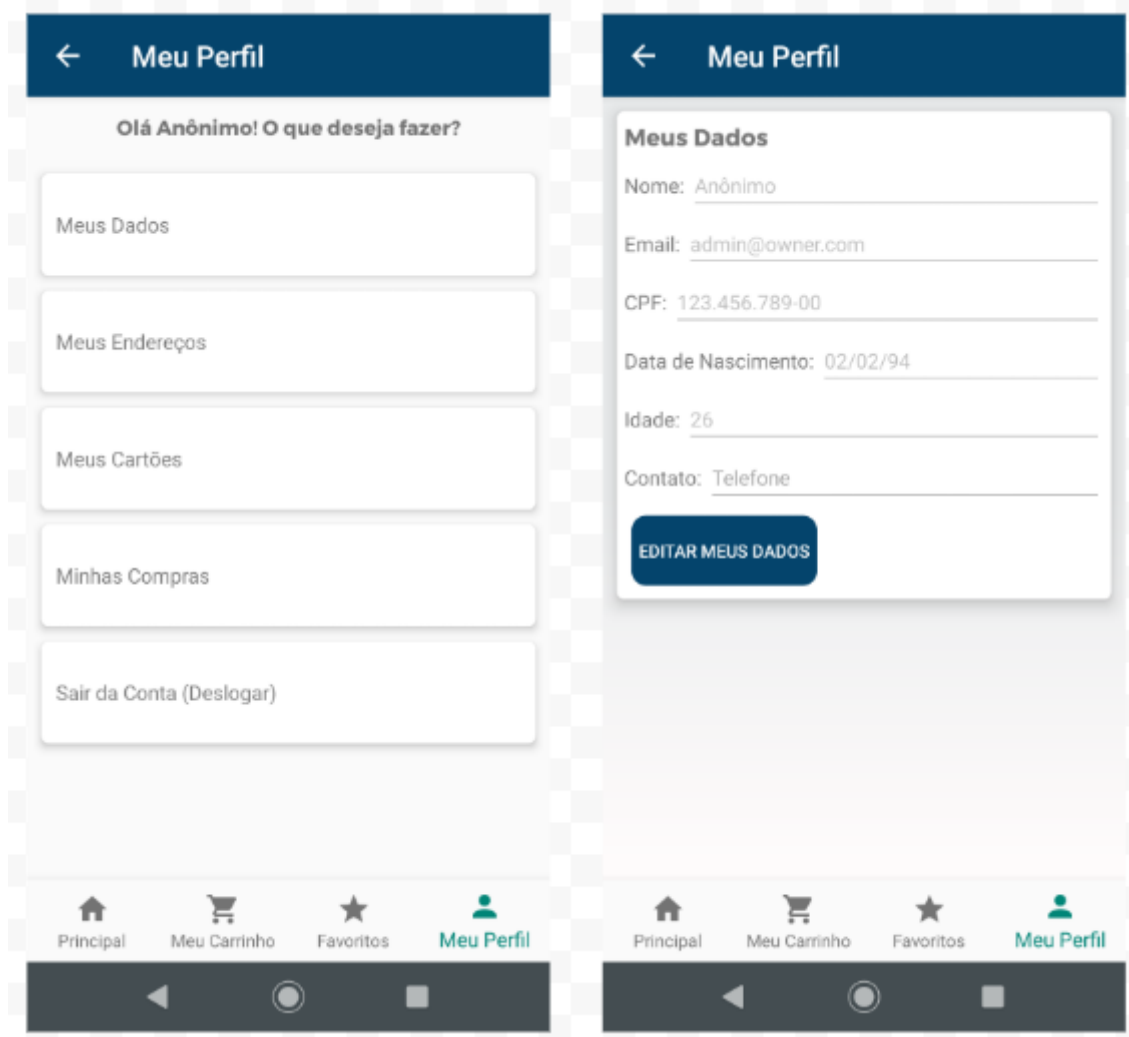 Meu Perfil
Olá Anônimo! O que deseja fazer?
Meus Dados
Meus Endereços
Meus Cartões
Minhas Compras
Sair da Conta (Deslogar)
Principal
Meu Carrinho
Favoritos
Meu Perfil
Meu Perfil
Meus Dados
Nome: Anônimo
Email: admin@owner.com
CPF: 123.456.789-00
Data de Nascimento: 02/02/94
Idade: 26
Contato: Telefone
EDITAR MEUS DADOS
Principal
Meu Carrinho
Favoritos
Meu Perfil